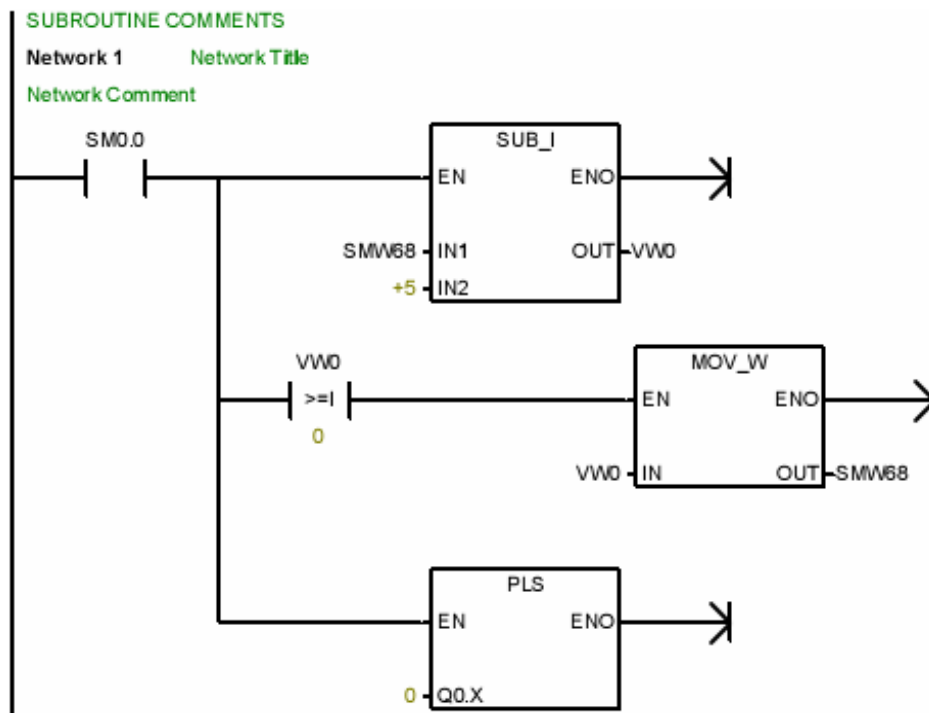 SUBROUTINE COMMENTS
Network 1 Network Title
Network Comment
SM0.0
SUB_I
EN ENO
SMW68 IN1 OUT VW0
+5 IN2
VW0
>=I
0
MOV_W
EN ENO
VW0 IN OUT SMW68
PLS
EN ENO
0 Q0.X